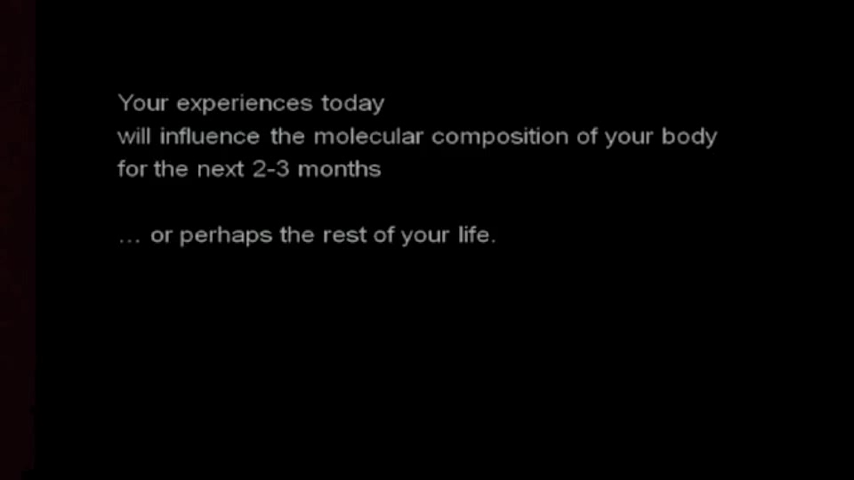 Your experiences today
will influence the molecular composition of your body
for the next 2-3 months
... or perhaps the rest of your life.